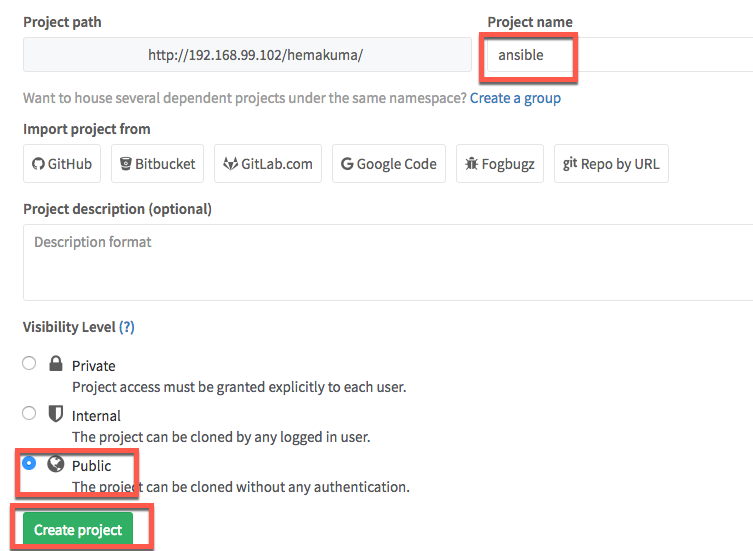 Project path Project name
http://192.168.99.102/hemakuma/ ansible
Want to house several dependent projects under the same namespace? Create a group
Import project from
GitHub Bitbucket GitLab.com Google Code Fogbugz git Repo by URL
Project description (optional)
Description format
Visibility Level (?)
Private
Project access must be granted explicitly to each user.
Internal
The project can be cloned by any logged in user.
Public
The project can be cloned without any authentication.
Create project